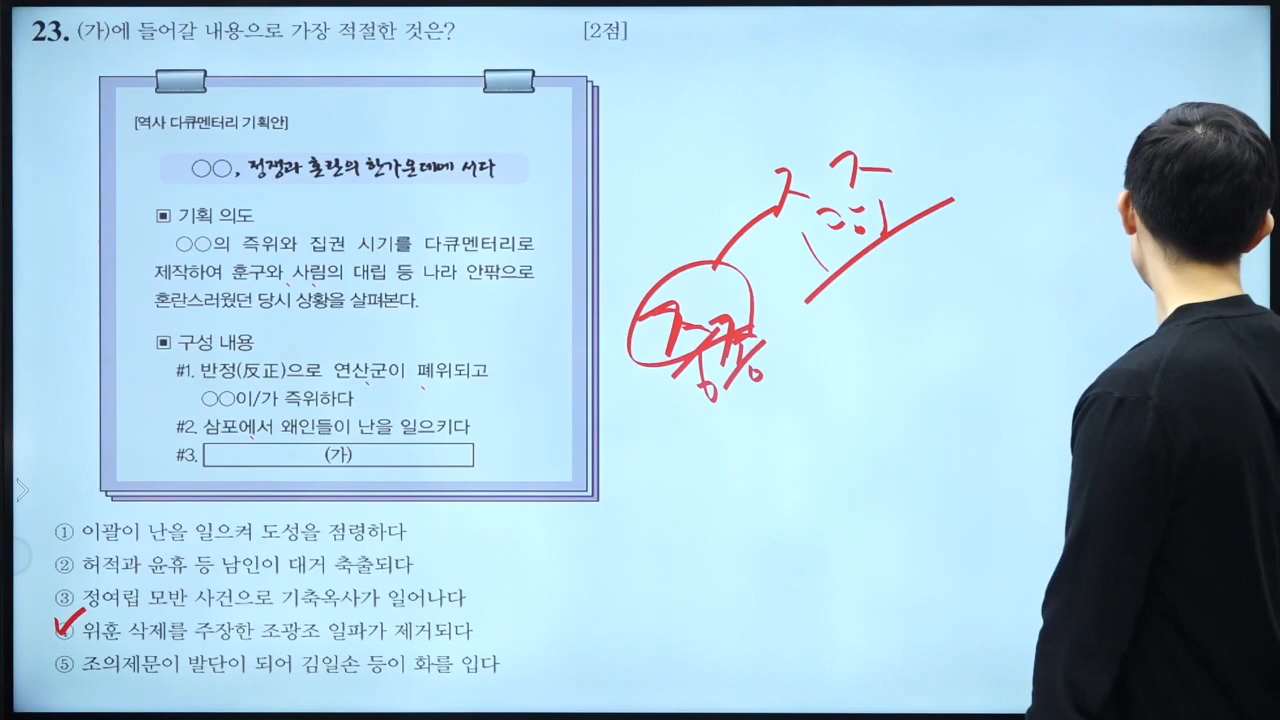 23. (가)에 들어갈 내용으로 가장 적절한 것은? [2점]
[역사 다큐멘터리 기획안]
○○, 정쟁과 혼란의 한가운데에 서다
▣ 기획 의도
○○의 즉위와 집권 시기를 다큐멘터리로
제작하여 훈구와 사림의 대립 등 나라 안팎으로
혼란스러웠던 당시 상황을 살펴본다.
▣ 구성 내용
#1. 반정(反正)으로 연산군이 폐위되고
○○이/가 즉위하다
#2. 삼포에서 왜인들이 난을 일으키다
#3. (가)
① 이괄이 난을 일으켜 도성을 점령하다
② 허적과 윤휴 등 남인이 대거 축출되다
③ 정여립 모반 사건으로 기축옥사가 일어나다
④ 위훈 삭제를 주장한 조광조 일파가 제거되다
⑤ 조의제문이 발단이 되어 김일손 등이 화를 입다